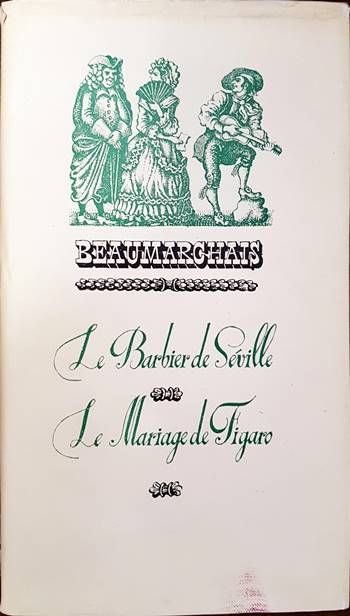 BEAUMARCHAIS
Le Barbier de Séville
Le Mariage de Figaro